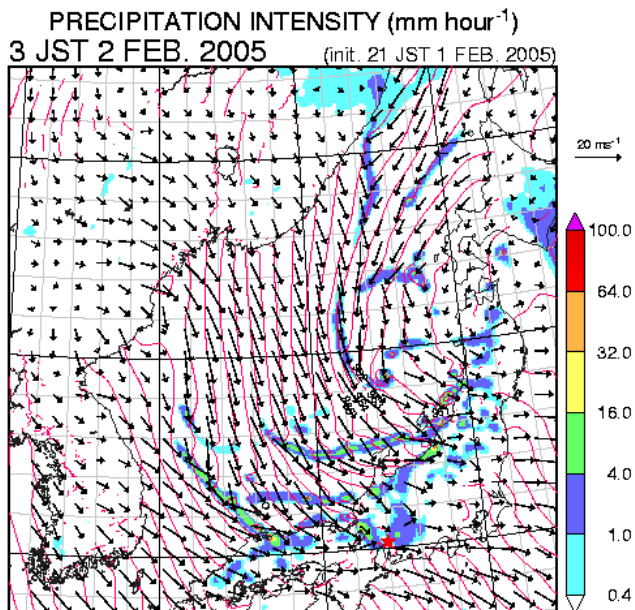 PRECIPITATION INTENSITY (mm hour⁻¹)
3 JST 2 FEB. 2005
(init. 21 JST 1 FEB. 2005)
20 ms⁻¹
100.0
64.0
32.0
16.0
4.0
1.0
0.4